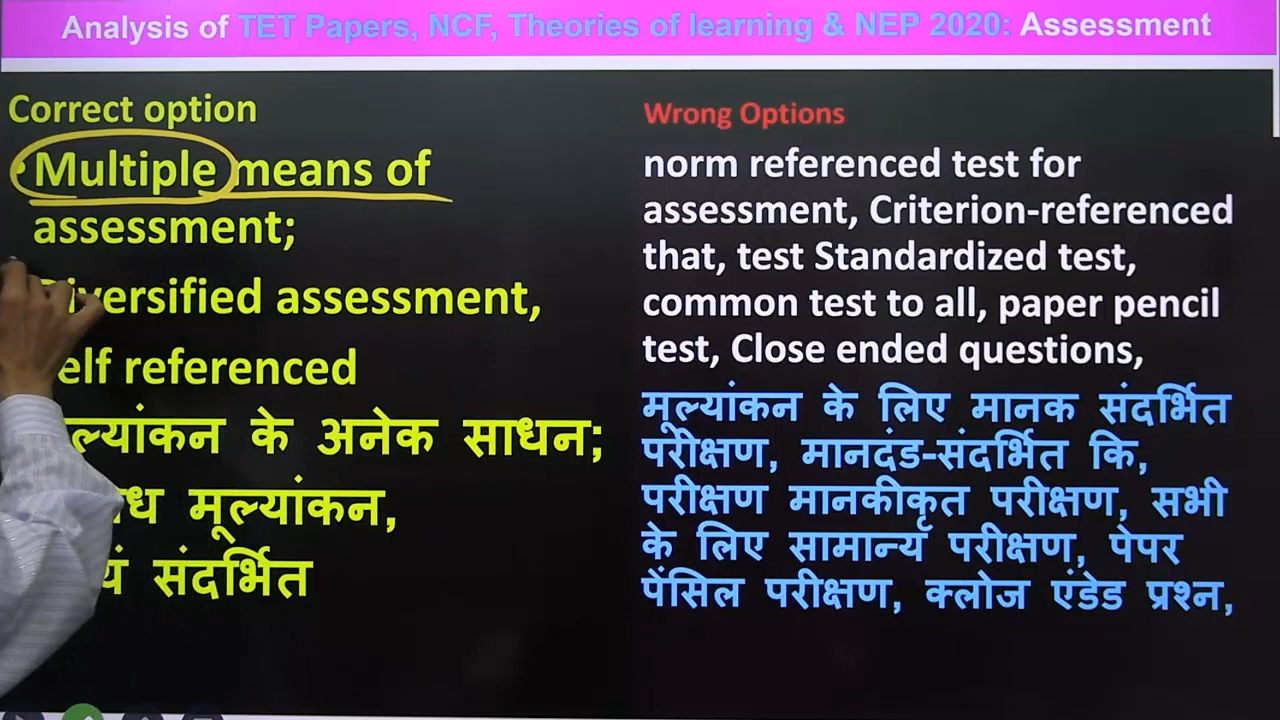 Analysis of TET Papers, NCF, Theories of learning & NEP 2020: Assessment
Correct option
Multiple means of
assessment;
Diversified assessment,
elf referenced
ल्यांकन के अनेक साधन;
मूल्यांकन,
संदर्भित
Wrong Options
norm referenced test for
assessment, Criterion-referenced
that, test Standardized test,
common test to all, paper pencil
test, Close ended questions,
मूल्यांकन के लिए मानक संदर्भित
परीक्षण, मानदंड-संदर्भित कि,
परीक्षण मानकीकृत परीक्षण, सभी
के लिए सामान्य परीक्षण, पेपर
पेंसिल परीक्षण, क्लोज एंडेड प्रश्न,